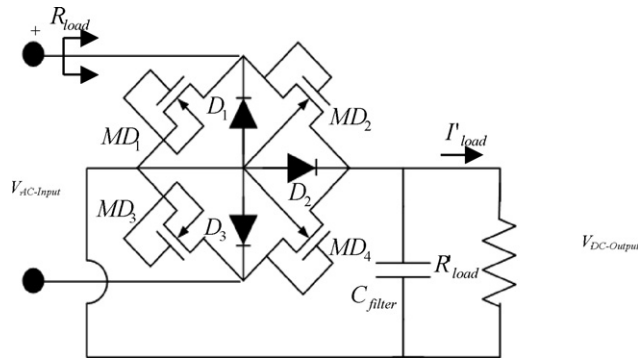 R_load
+
D_1
MD_2
MD_1
I'_load
V_AC-Input
D_2
MD_3
D_3
MD_4
R'_load
V_DC-Output
C_filter